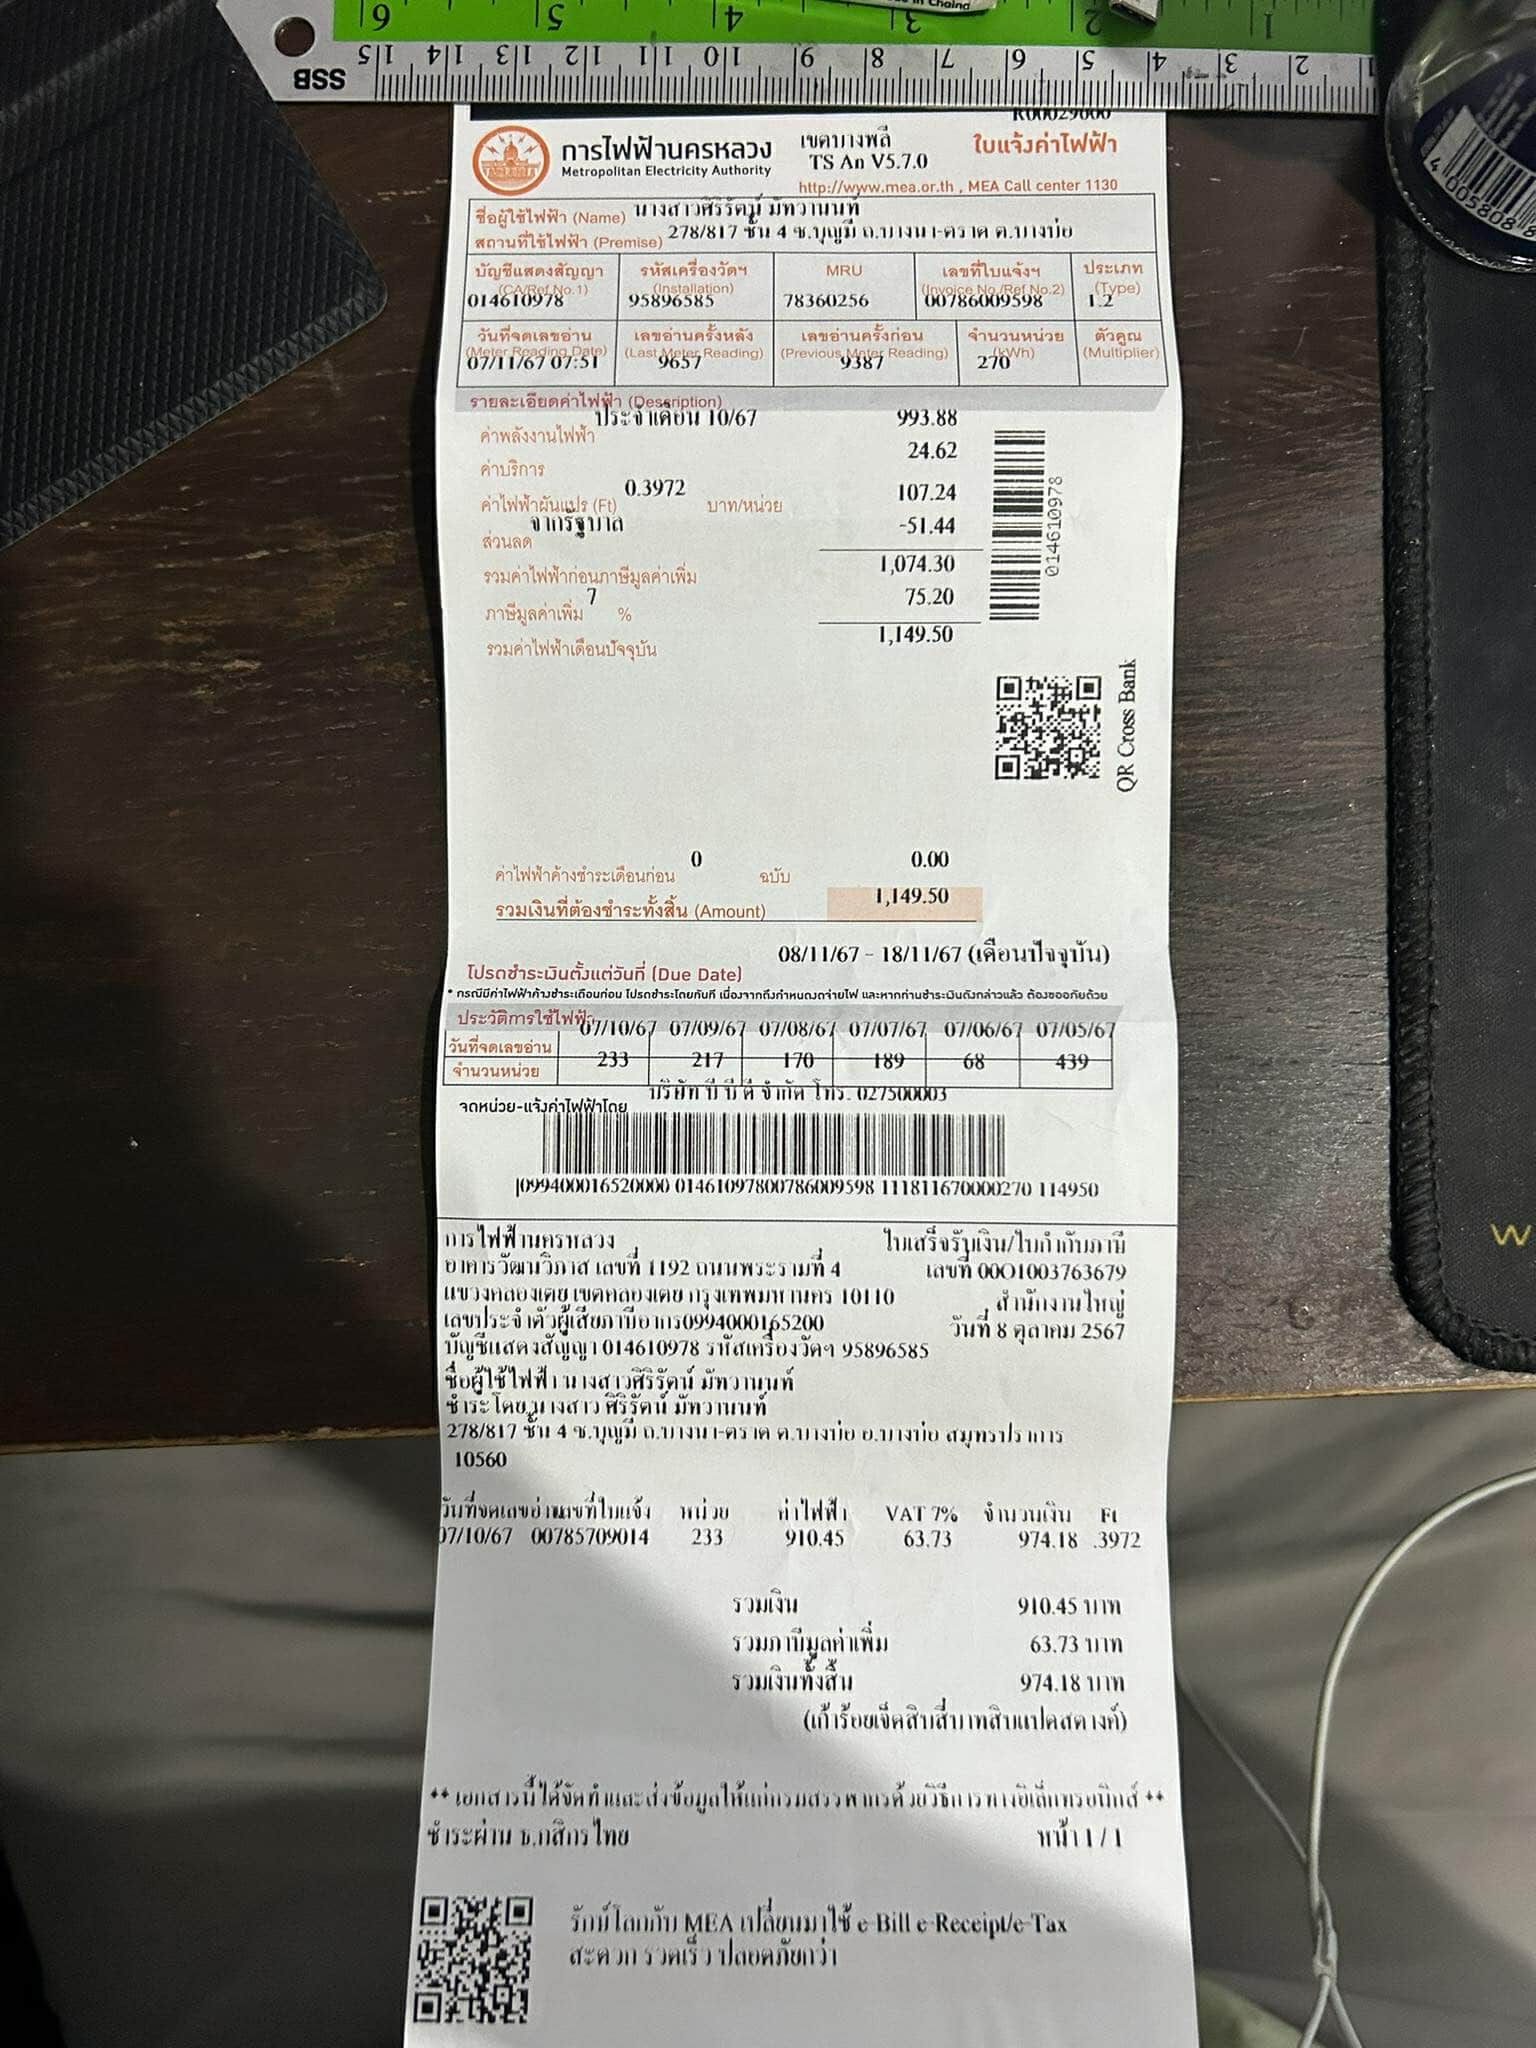 การไฟฟ้านครหลวง
Metropolitan Electricity Authority
เขตบางพลี
TS An V5.7.0
ใบแจ้งค่าไฟฟ้า
http://www.mea.or.th , MEA Call center 1130
ชื่อผู้ใช้ไฟฟ้า (Name) นางสาวศิริรัตน์ มัทวานนท์
สถานที่ใช้ไฟฟ้า (Premise) 278/817 ชั้น 4 ซ.บุญมี ถ.บางนา-ตราด ต.บางบ่อ
บัญชีแสดงสัญญา รหัสเครื่องวัดฯ MRU เลขที่ใบแจ้งฯ ประเภท
(CA/Ref No.1) (Installation) (Invoice No./Ref No.2) (Type)
014610978 95896585 78360256 00786009598 1.2
วันที่จดเลขอ่าน เลขอ่านครั้งหลัง เลขอ่านครั้งก่อน จำนวนหน่วย ตัวคูณ
(Meter Reading Date) (Last Meter Reading) (Previous Meter Reading) (kWh) (Multiplier)
07/11/67 07:51 9657 9387 270
รายละเอียดค่าไฟฟ้า (Description)
ประจำเดือน 10/67
ค่าพลังงานไฟฟ้า 993.88
ค่าบริการ 24.62
ค่าไฟฟ้าผันแปร (Ft) 0.3972 บาท/หน่วย 107.24
ส่วนลด จากรัฐบาล -51.44
รวมค่าไฟฟ้าก่อนภาษีมูลค่าเพิ่ม 1,074.30
ภาษีมูลค่าเพิ่ม 7 % 75.20
รวมค่าไฟฟ้าเดือนปัจจุบัน 1,149.50
014610978
QR Cross Bank
ค่าไฟฟ้าค้างชำระเดือนก่อน 0 ฉบับ 0.00
รวมเงินที่ต้องชำระทั้งสิ้น (Amount) 1,149.50
โปรดชำระเงินตั้งแต่วันที่ (Due Date) 08/11/67 - 18/11/67 (เดือนปัจจุบัน)
* กรณีมีค่าไฟฟ้าค้างชำระเดือนก่อน โปรดชำระโดยทันที เนื่องจากถึงกำหนดงดจ่ายไฟ และหากท่านชำระเงินดังกล่าวแล้ว ต้องขออภัยด้วย
ประวัติการใช้ไฟฟ้า
วันที่จดเลขอ่าน 07/10/67 07/09/67 07/08/67 07/07/67 07/06/67 07/05/67
จำนวนหน่วย 233 217 170 189 68 439
จดหน่วย-แจ้งค่าไฟฟ้าโดย บริษัท บี บี ดี จำกัด โทร. 027500003
|099400016520000 01461097800786009598 111811670000270 114950
การไฟฟ้านครหลวง ใบเสร็จรับเงิน/ใบกำกับภาษี
อาคารวัฒนวิภาส เลขที่ 1192 ถนนพระรามที่ 4 เลขที่ 00O1003763679
แขวงคลองเตย เขตคลองเตย กรุงเทพมหานคร 10110 สำนักงานใหญ่
เลขประจำตัวผู้เสียภาษีอากร0994000165200 วันที่ 8 ตุลาคม 2567
บัญชีแสดงสัญญา 014610978 รหัสเครื่องวัดฯ 95896585
ชื่อผู้ใช้ไฟฟ้า นางสาวศิริรัตน์ มัทวานนท์
ชำระโดย นางสาว ศิริรัตน์ มัทวานนท์
278/817 ชั้น 4 ซ.บุญมี ถ.บางนา-ตราด ต.บางบ่อ อ.บางบ่อ สมุทรปราการ
10560
วันที่จดเลขอ่าน เลขที่ใบแจ้ง หน่วย ค่าไฟฟ้า VAT 7% จำนวนเงิน Ft
07/10/67 00785709014 233 910.45 63.73 974.18 .3972
รวมเงิน 910.45 บาท
รวมภาษีมูลค่าเพิ่ม 63.73 บาท
รวมเงินทั้งสิ้น 974.18 บาท
(เก้าร้อยเจ็ดสิบสี่บาทสิบแปดสตางค์)
** เอกสารนี้ได้จัดทำและส่งข้อมูลให้แก่กรมสรรพากรด้วยวิธีการทางอิเล็กทรอนิกส์ **
ชำระผ่าน ธ.กสิกรไทย หน้า 1 / 1
รักษ์โลกกับ MEA เปลี่ยนมาใช้ e-Bill e-Receipt/e-Tax
สะดวก รวดเร็ว ปลอดภัยกว่า
SSB
15 14 13 12 11 10 9 8 7 6 5 4 3 2 1
6 5 4 3 2 1
W